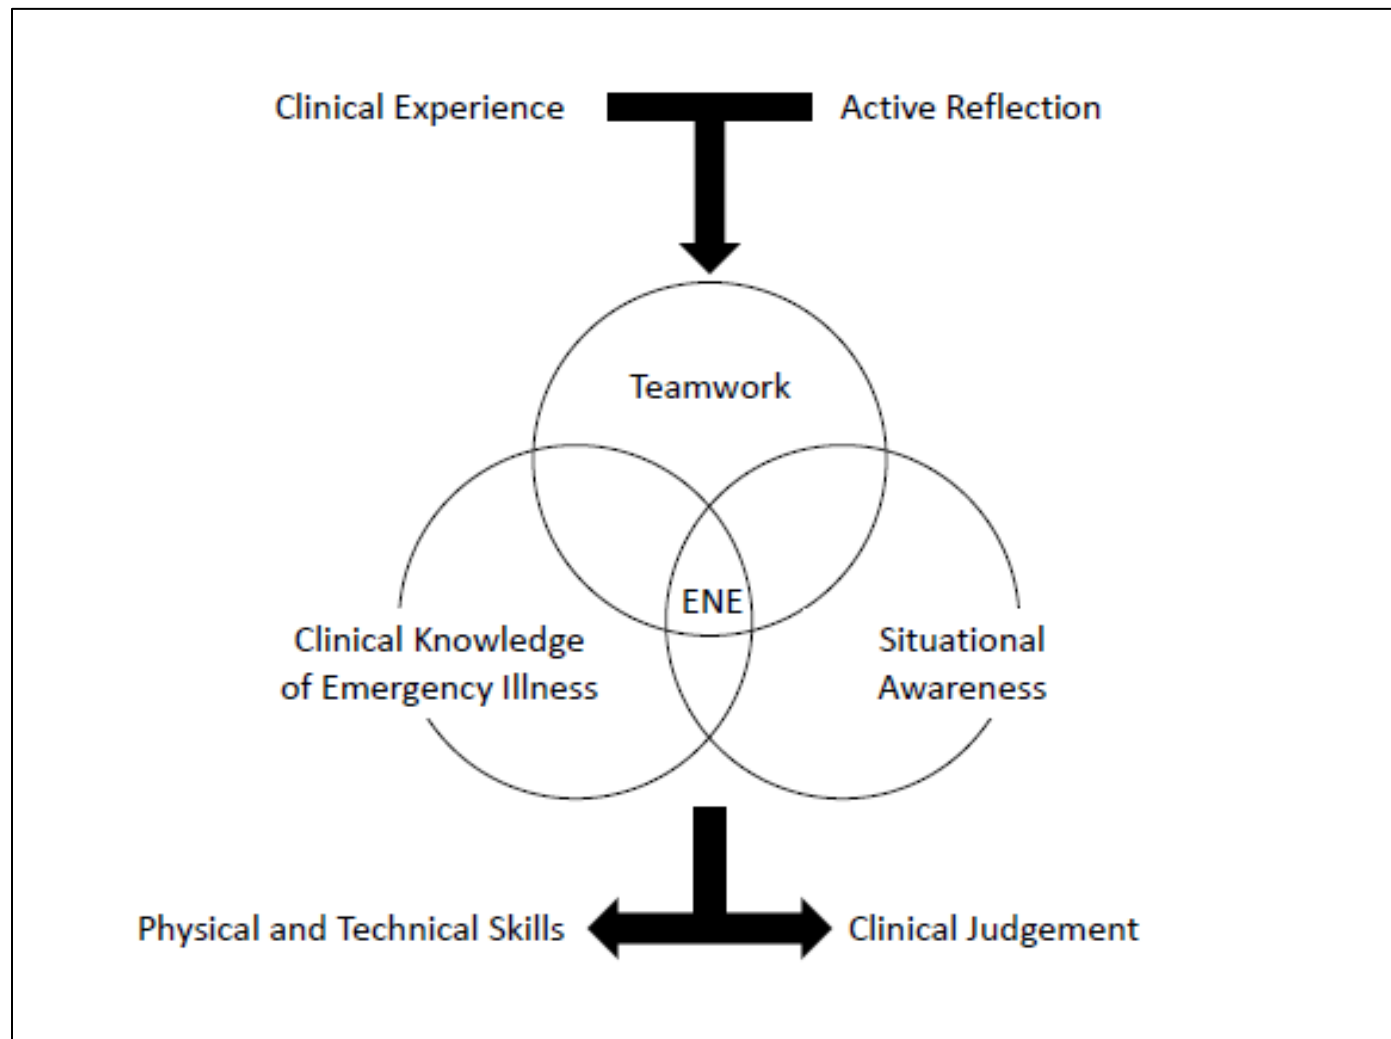 Clinical Experience
Active Reflection
Teamwork
ENE
Clinical Knowledge
of Emergency Illness
Situational
Awareness
Physical and Technical Skills
Clinical Judgement